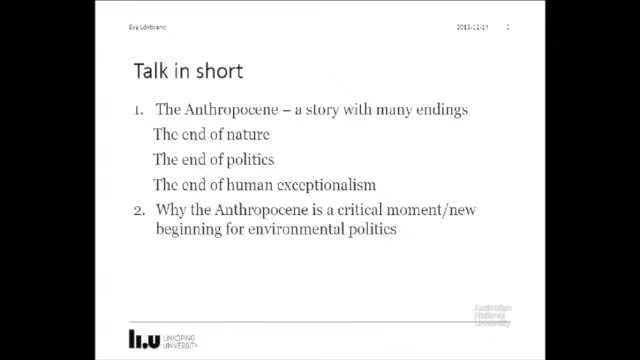 Eva Lövbrand
2015-12-14
2
Talk in short
1. The Anthropocene – a story with many endings
The end of nature
The end of politics
The end of human exceptionalism
2. Why the Anthropocene is a critical moment/new
beginning for environmental politics
Australian
National
University
LINKÖPING
UNIVERSITY